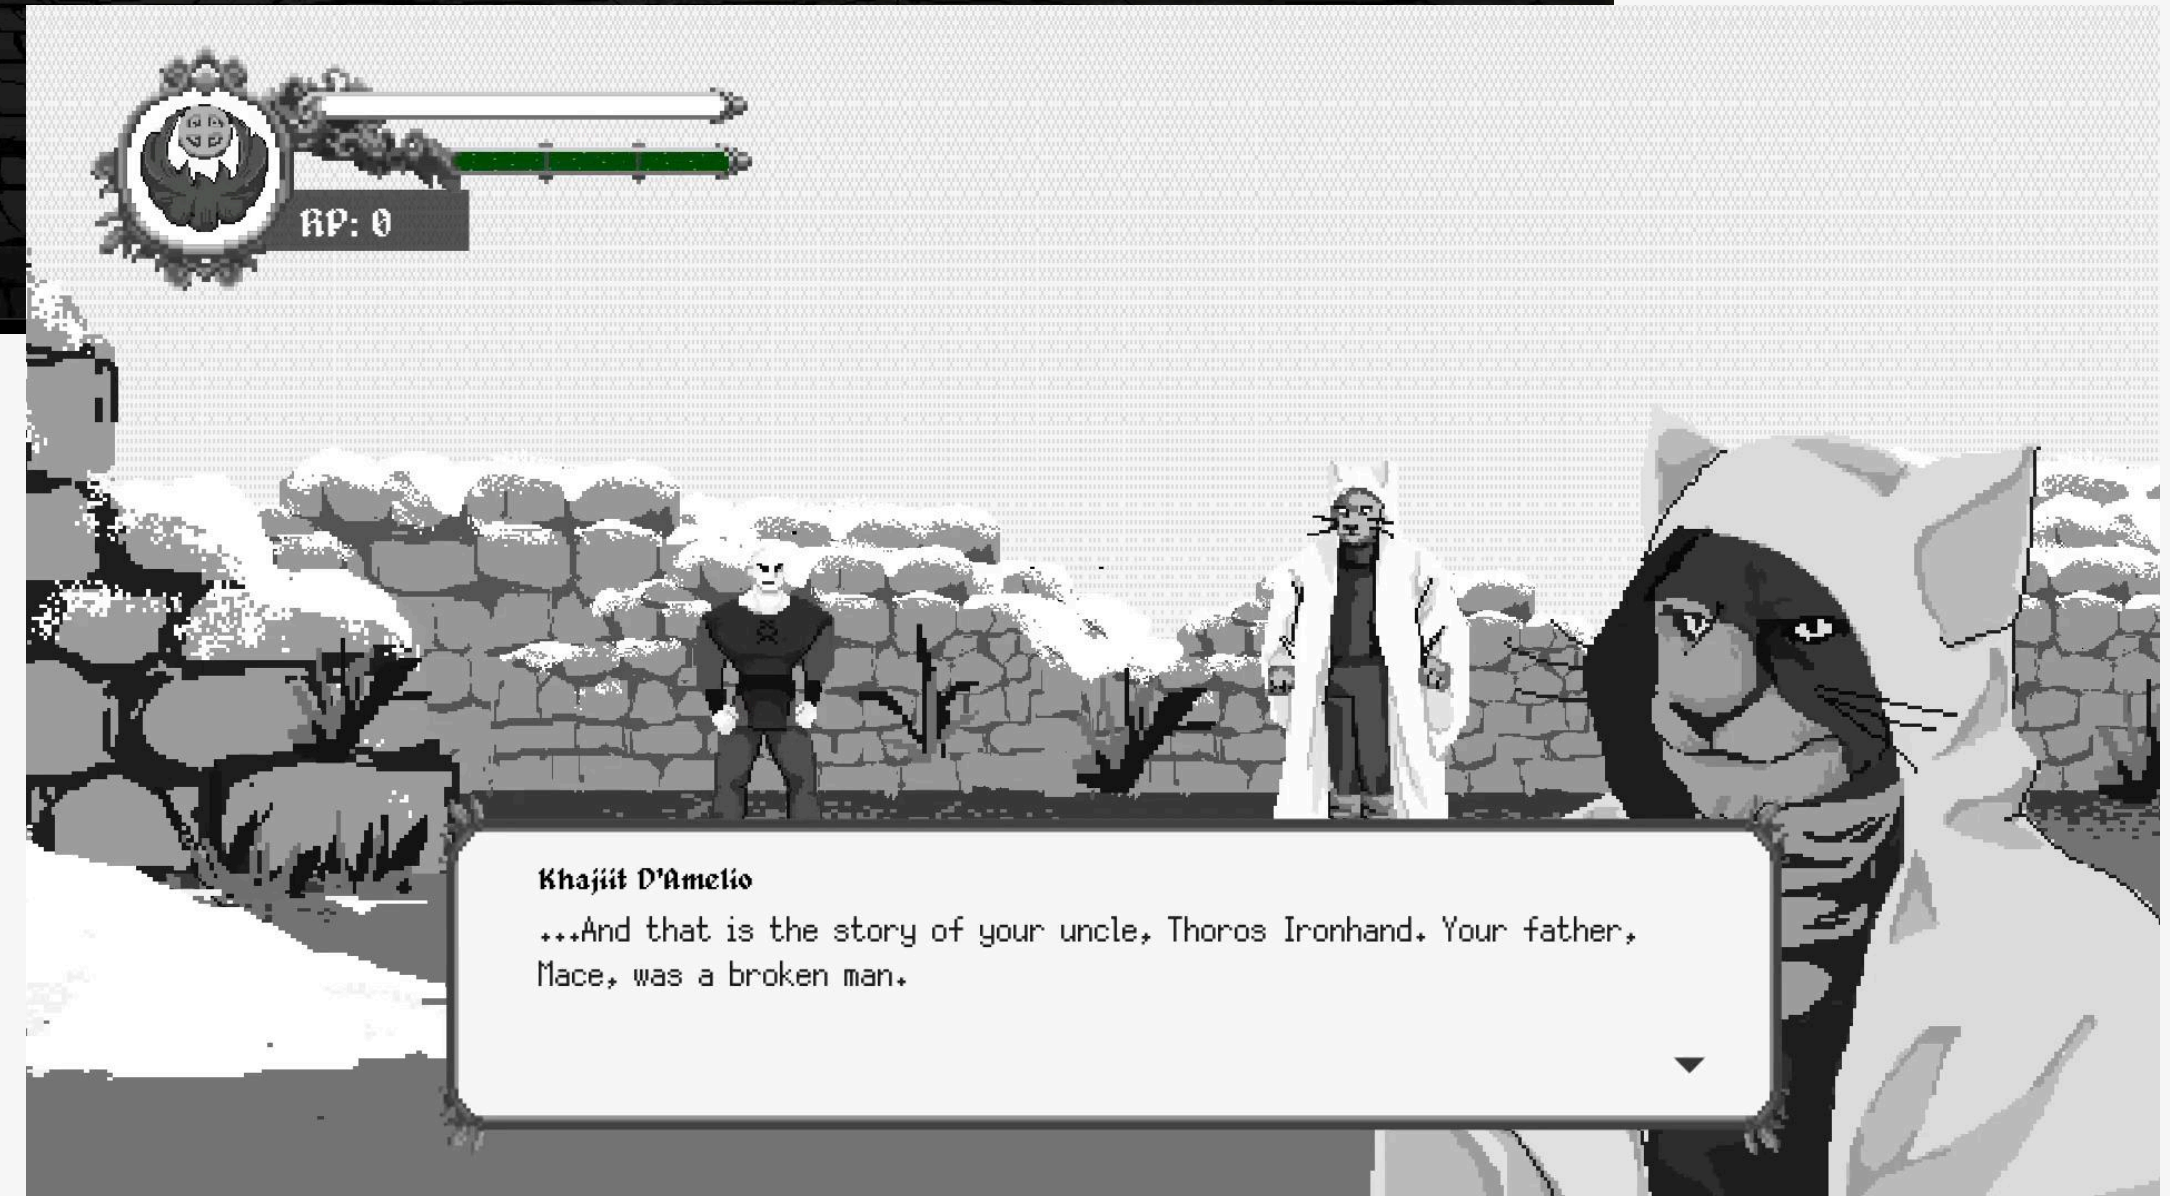 RP: 0
Khajiit D'Amelio
...And that is the story of your uncle, Thoros Ironhand. Your father,
Mace, was a broken man.